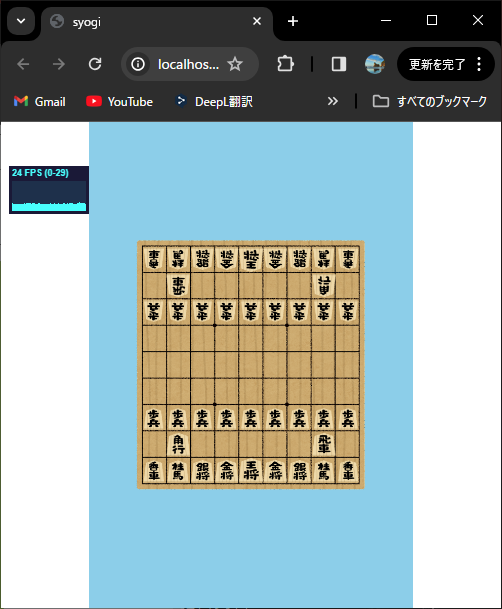 syogi
localhos...
更新を完了
Gmail
YouTube
DeepL翻訳
すべてのブックマーク
24 FPS (0-29)
香車 桂馬 銀将 金将 王将 金将 銀将 桂馬 香車
飛車 角行
歩兵 歩兵 歩兵 歩兵 歩兵 歩兵 歩兵 歩兵 歩兵
歩兵 歩兵 歩兵 歩兵 歩兵 歩兵 歩兵 歩兵 歩兵
角行 飛車
香車 桂馬 銀将 金将 王将 金将 銀将 桂馬 香車